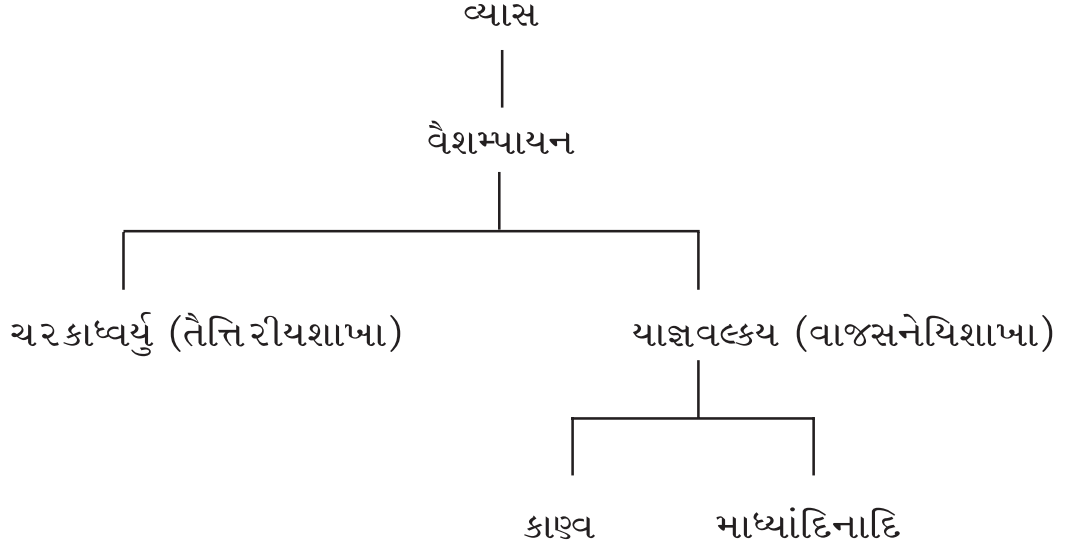 વ્યાસ
વૈશમ્પાયન
ચરકાધ્વર્યુ (તૈત્તિરીયશાખા) યાજ્ઞવલ્કય (વાજસનેયિશાખા)
કાણ્વ માધ્યાંદિનાદિ